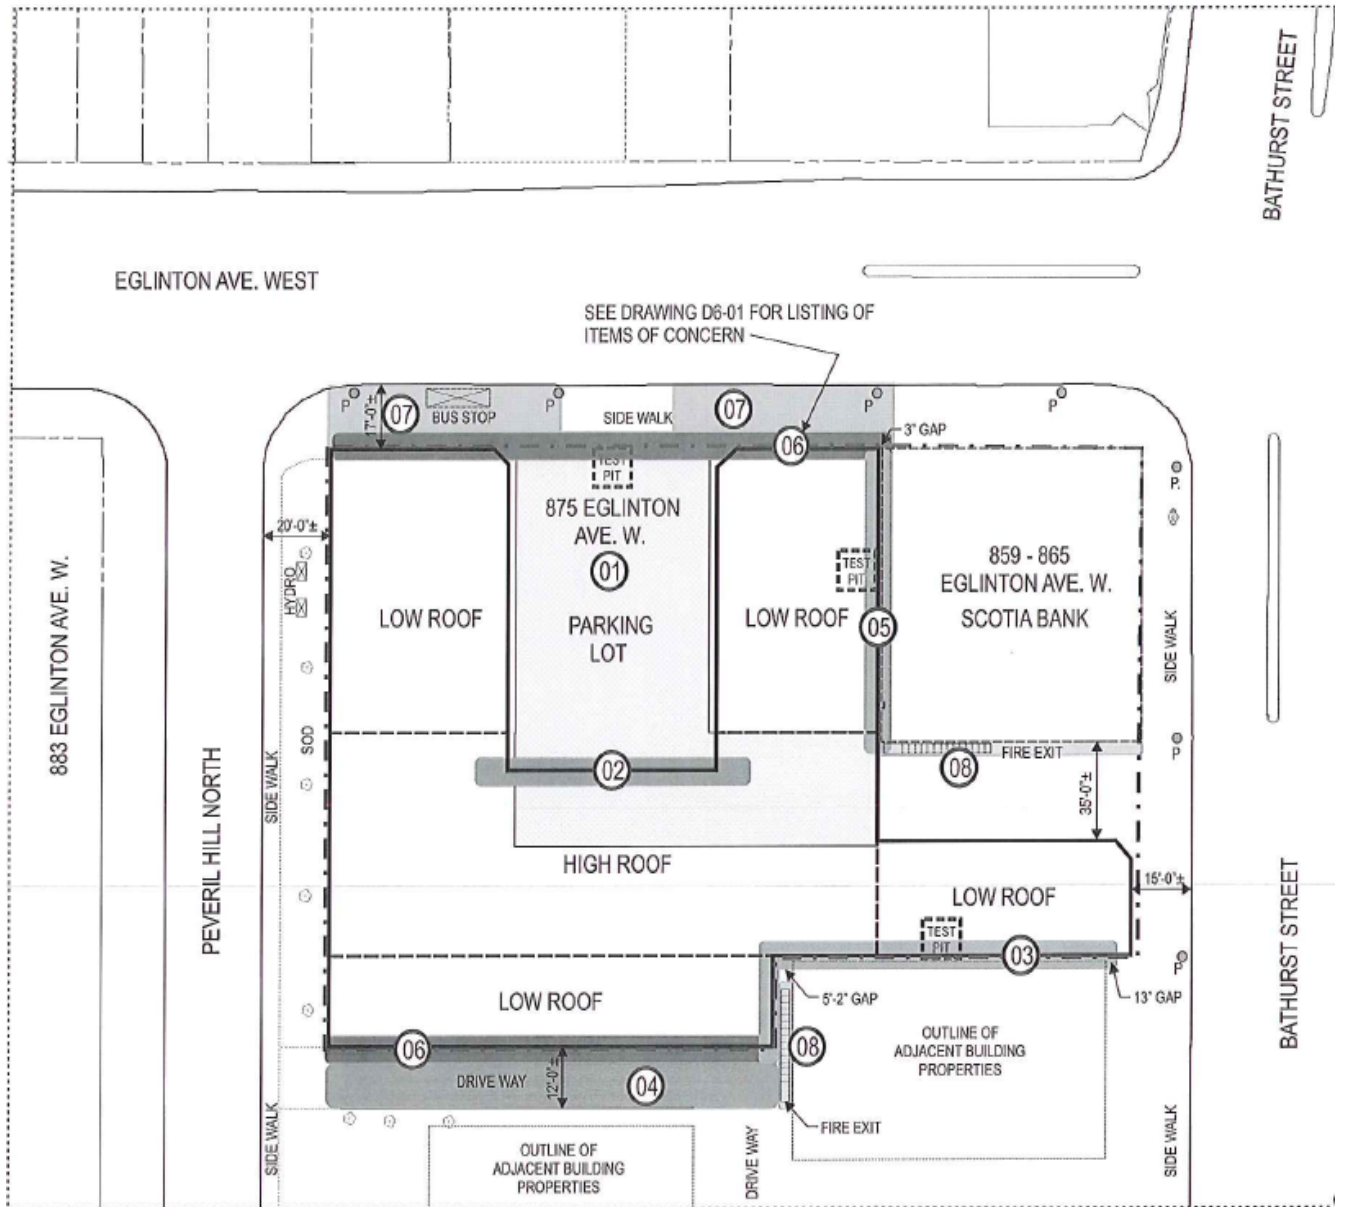 BATHURST STREET
EGLINTON AVE. WEST
SEE DRAWING D6-01 FOR LISTING OF
ITEMS OF CONCERN
P
07
BUS STOP
P
SIDE WALK
07
P
P
17'-0"±
06
3" GAP
TEST
PIT
P.
875 EGLINTON
AVE. W.
20'-0"±
01
TEST
PIT
859 - 865
EGLINTON AVE. W.
SCOTIA BANK
HYDRO
LOW ROOF
PARKING
LOT
LOW ROOF
05
SIDE WALK
883 EGLINTON AVE. W.
SOD
FIRE EXIT
P
02
08
SIDE WALK
35'-0"±
PEVERIL HILL NORTH
HIGH ROOF
15'-0"±
LOW ROOF
BATHURST STREET
TEST
PIT
03
P
LOW ROOF
5'-2" GAP
13" GAP
06
08
OUTLINE OF
ADJACENT BUILDING
PROPERTIES
DRIVE WAY
12'-0"±
04
FIRE EXIT
SIDE WALK
OUTLINE OF
ADJACENT BUILDING
PROPERTIES
DRIVE WAY
SIDE WALK